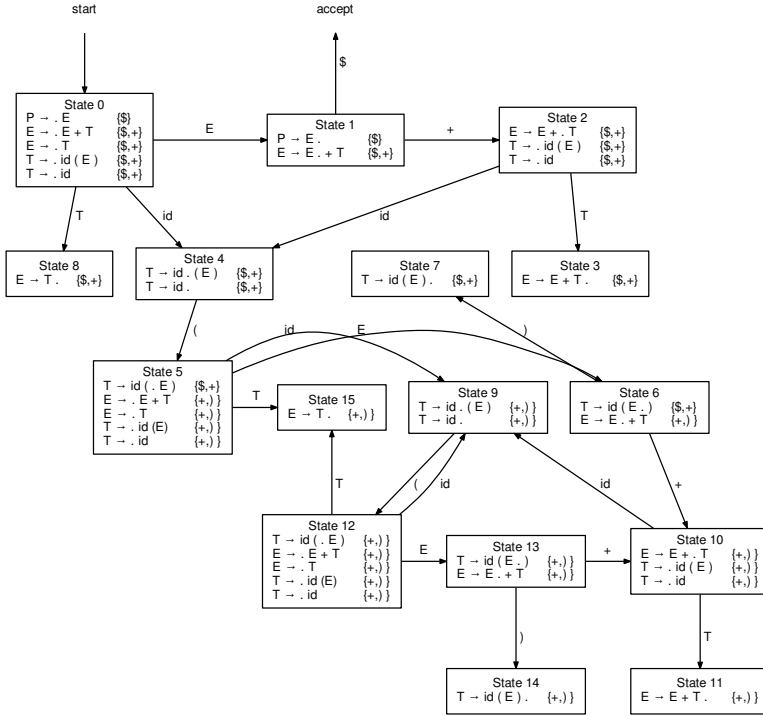 start
accept
$
State 0
P → . E {$}
E → . E + T {$,+}
E → . T {$,+}
T → . id ( E ) {$,+}
T → . id {$,+}
E
State 1
P → E . {$}
E → E . + T {$,+}
+
State 2
E → E + . T {$,+}
T → . id ( E ) {$,+}
T → . id {$,+}
T
id
id
T
State 8
E → T . {$,+}
State 4
T → id . ( E ) {$,+}
T → id . {$,+}
State 7
T → id ( E ) . {$,+}
State 3
E → E + T . {$,+}
(
id
E
)
State 5
T → id ( . E ) {$,+}
E → . E + T {+,) }
E → . T {+,) }
T → . id (E) {+,) }
T → . id {+,) }
T
State 15
E → T . {+,) }
State 9
T → id . ( E ) {+,) }
T → id . {+,) }
State 6
T → id ( E . ) {$,+}
E → E . + T {+,) }
T
(
id
id
+
State 12
T → id ( . E ) {+,) }
E → . E + T {+,) }
E → . T {+,) }
T → . id (E) {+,) }
T → . id {+,) }
E
State 13
T → id ( E . ) {+,) }
E → E . + T {+,) }
+
State 10
E → E + . T {+,) }
T → . id ( E ) {+,) }
T → . id {+,) }
)
T
State 14
T → id ( E ) . {+,) }
State 11
E → E + T . {+,) }